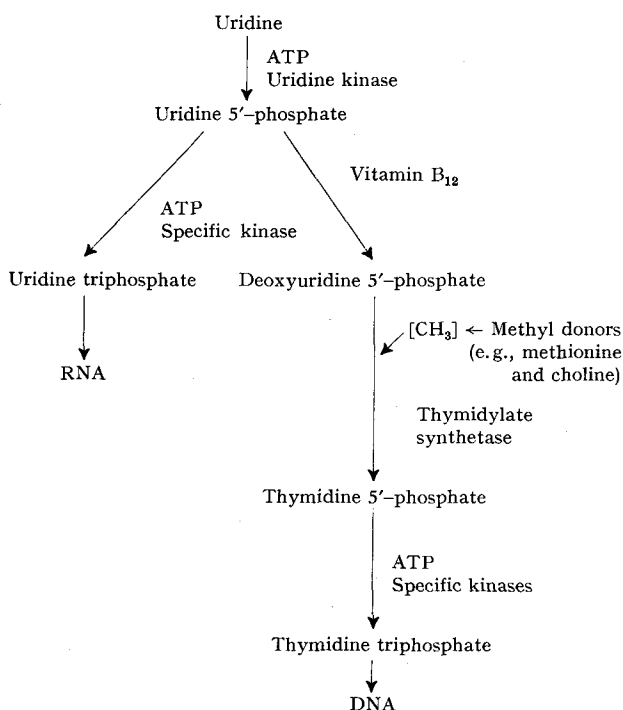 Uridine
ATP
Uridine kinase
Uridine 5′–phosphate
Vitamin B₁₂
ATP
Specific kinase
Uridine triphosphate
Deoxyuridine 5′–phosphate
[CH₃] ← Methyl donors
(e.g., methionine
and choline)
RNA
Thymidylate
synthetase
Thymidine 5′–phosphate
ATP
Specific kinases
Thymidine triphosphate
DNA